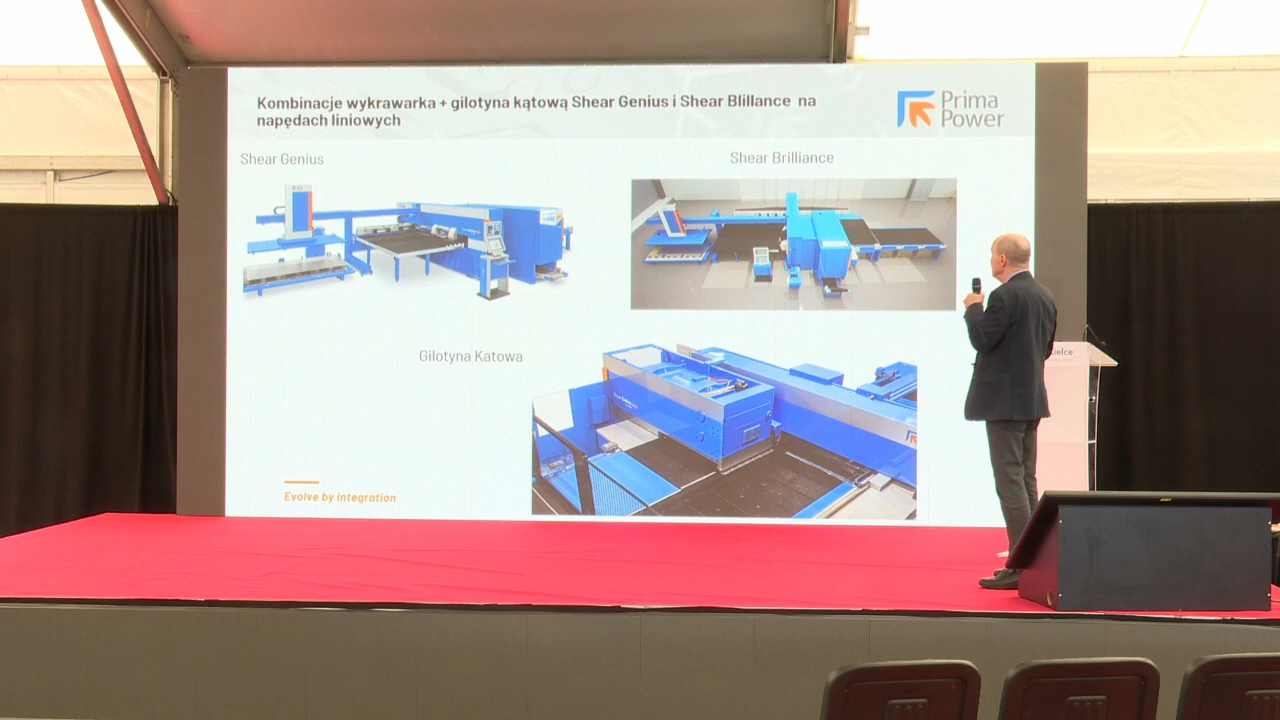 Kombinacje wykrawarka + gilotyna kątową Shear Genius i Shear Blillance na
napędach liniowych
Prima
Power
Shear Genius
Shear Brilliance
Gilotyna Katowa
Evolve by integration